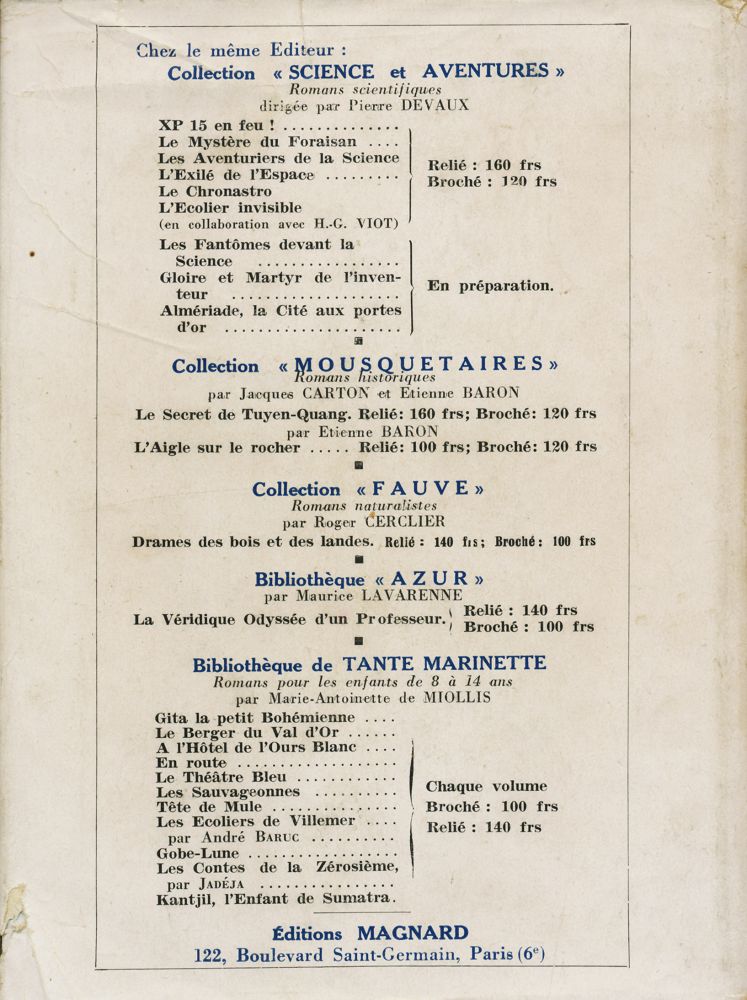 Chez le même Editeur :
Collection « SCIENCE et AVENTURES »
Romans scientifiques
dirigée par Pierre DEVAUX
XP 15 en feu ! ..............
Le Mystère du Foraisan ....
Les Aventuriers de la Science
L'Exilé de l'Espace .........
Le Chronastro
L'Ecolier invisible
(en collaboration avec H.-G. VIOT)
Relié : 160 frs
Broché : 120 frs
Les Fantômes devant la
Science .................
Gloire et Martyr de l'inven-
teur ....................
Almériade, la Cité aux portes
d'or .....................
En préparation.
Collection « MOUSQUETAIRES »
Romans historiques
par Jacques CARTON et Etienne BARON
Le Secret de Tuyen-Quang. Relié: 160 frs; Broché: 120 frs
par Etienne BARON
L'Aigle sur le rocher ..... Relié: 100 frs; Broché: 120 frs
Collection « FAUVE »
Romans naturalistes
par Roger CERCLIER
Drames des bois et des landes. Relié : 140 frs; Broché : 100 frs
Bibliothèque « AZUR »
par Maurice LAVARENNE
La Véridique Odyssée d'un Professeur.
Relié : 140 frs
Broché : 100 frs
Bibliothèque de TANTE MARINETTE
Romans pour les enfants de 8 à 14 ans
par Marie-Antoinette de MIOLLIS
Gita la petit Bohémienne ....
Le Berger du Val d'Or ......
A l'Hôtel de l'Ours Blanc ....
En route ...................
Le Théâtre Bleu ............
Les Sauvageonnes ..........
Tête de Mule ...............
Les Ecoliers de Villemer ....
par André BARUC ..........
Gobe-Lune ..................
Les Contes de la Zérosième,
par JADÉJA ................
Kantjil, l'Enfant de Sumatra.
Chaque volume
Broché : 100 frs
Relié : 140 frs
Éditions MAGNARD
122, Boulevard Saint-Germain, Paris (6e)